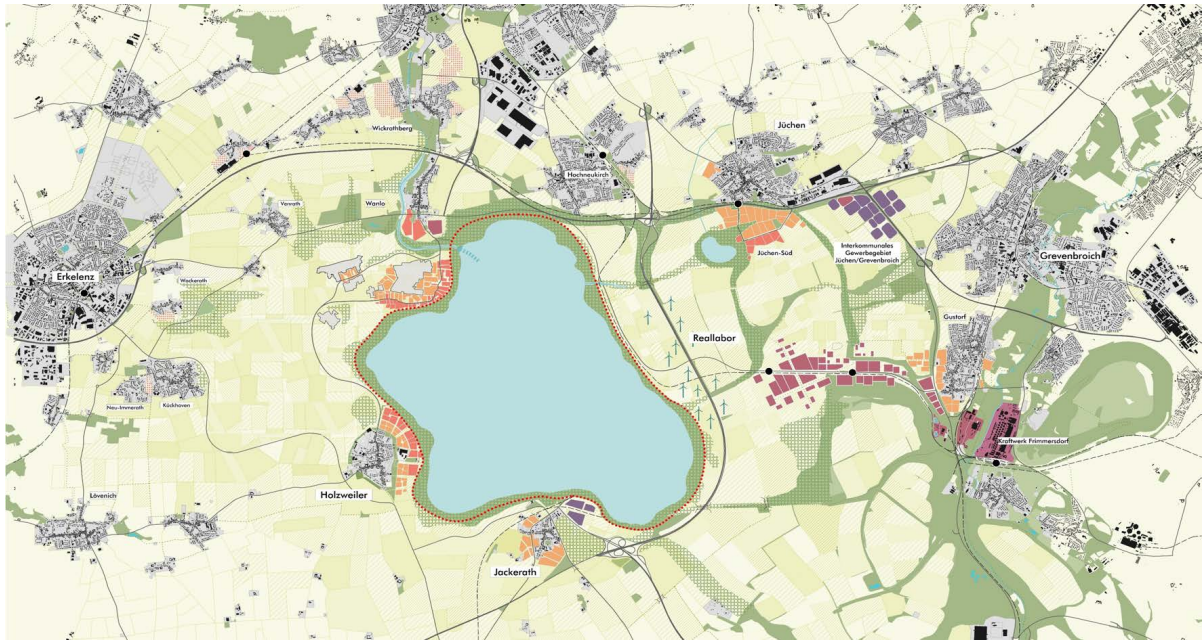 Jüchen
Wickrathberg
Hochneukirch
Venrath
Wanlo
Interkommunales
Gewerbegebiet
Jüchen/Grevenbroich
Jüchen-Süd
Grevenbroich
Erkelenz
Wockerath
Gustorf
Reallabor
Neu-Immerath
Kückhoven
Kraftwerk Frimmersdorf
Holzweiler
Lövenich
Jackerath